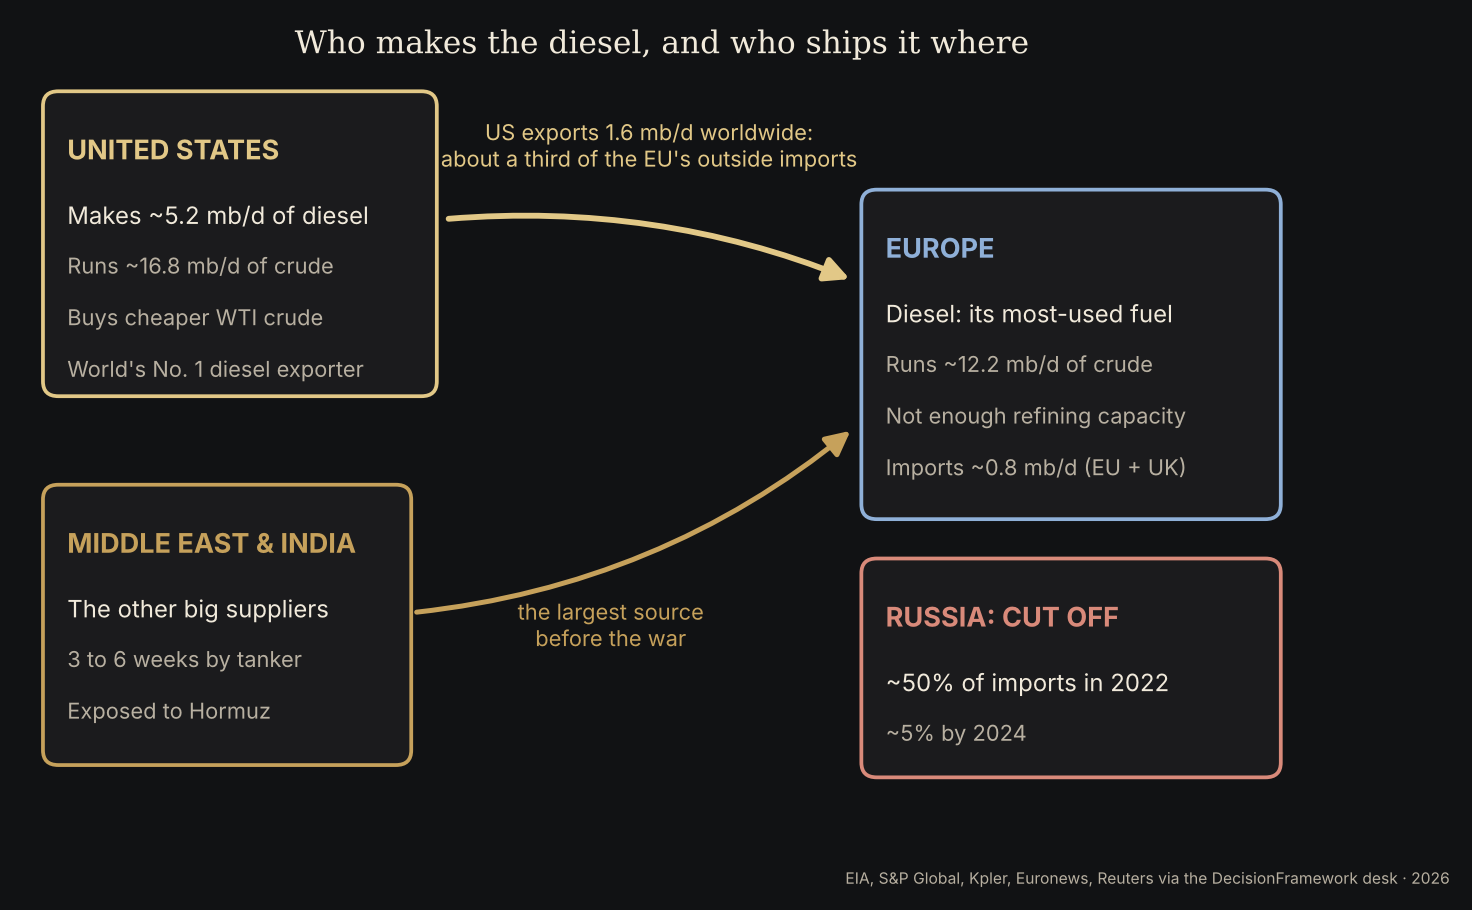 Who makes the diesel, and who ships it where
UNITED STATES
Makes ~5.2 mb/d of diesel
Runs ~16.8 mb/d of crude
Buys cheaper WTI crude
World's No. 1 diesel exporter
US exports 1.6 mb/d worldwide:
about a third of the EU's outside imports
EUROPE
Diesel: its most-used fuel
Runs ~12.2 mb/d of crude
Not enough refining capacity
Imports ~0.8 mb/d (EU + UK)
MIDDLE EAST & INDIA
The other big suppliers
3 to 6 weeks by tanker
Exposed to Hormuz
the largest source
before the war
RUSSIA: CUT OFF
~50% of imports in 2022
~5% by 2024
EIA, S&P Global, Kpler, Euronews, Reuters via the DecisionFramework desk · 2026